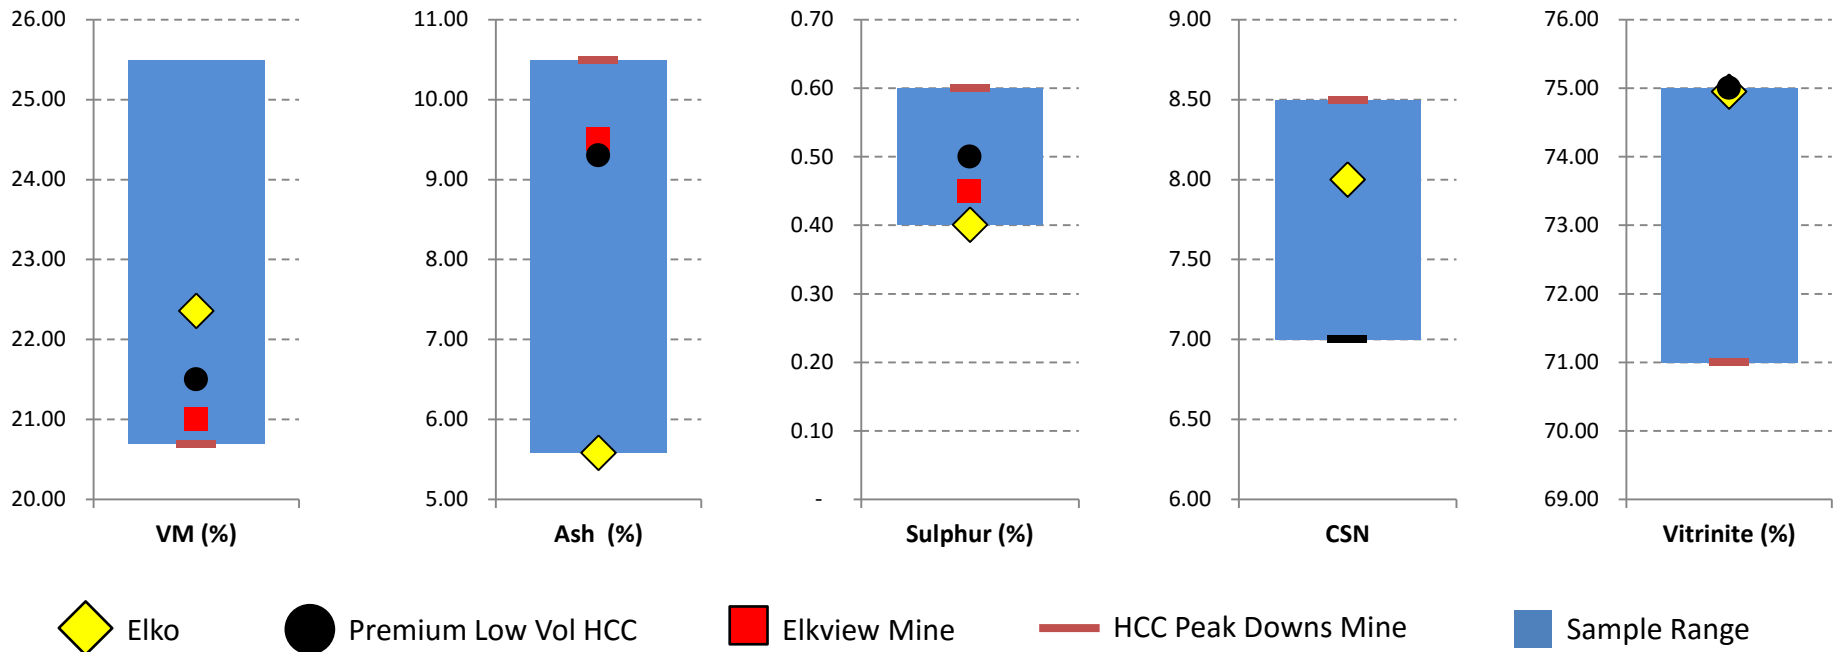 26.00 11.00 0.70 9.00 76.00
25.00 10.00 0.60 8.50 75.00
24.00 9.00 0.50 8.00 74.00
23.00 8.00 0.40 7.50 73.00
22.00 7.00 0.30 7.00 72.00
21.00 6.00 0.20 6.50 71.00
20.00 5.00 0.10 6.00 70.00
- 69.00
VM (%) Ash (%) Sulphur (%) CSN Vitrinite (%)
Elko Premium Low Vol HCC Elkview Mine HCC Peak Downs Mine Sample Range